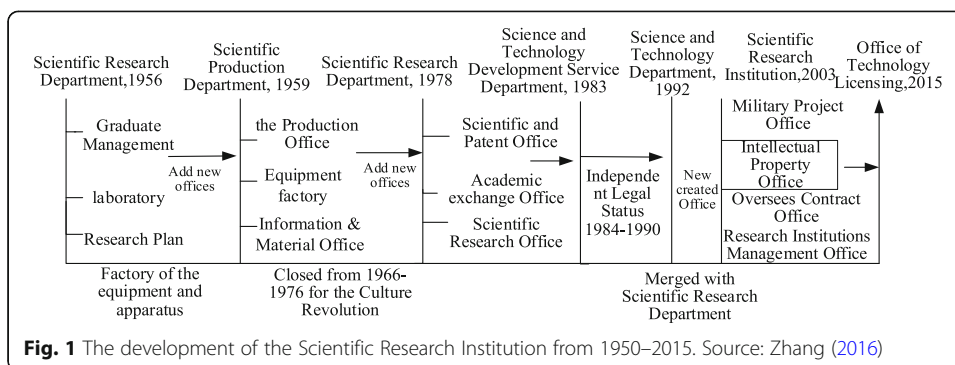 Scientific Research
Department, 1956
Scientific
Production
Department, 1959
Scientific Research
Department, 1978
Science and
Technology
Development Service
Department, 1983
Science and
Technology
Department,
1992
Scientific
Research
Institution,2003
Office of
Technology
Licensing,2015
Graduate
Management
laboratory
Research Plan
Add new
offices
the Production
Office
Equipment
factory
Information &
Material Office
Add new
offices
Scientific and
Patent Office
Academic
exchange Office
Scientific
Research Office
Independe
nt Legal
Status
1984-1990
New
created
Office
Military Project
Office
Intellectual
Property
Office
Oversees Contract
Office
Research Institutions
Management Office
Factory of the
equipment and
apparatus
Closed from 1966-
1976 for the Culture
Revolution
Merged with
Scientific Research
Department
Fig. 1 The development of the Scientific Research Institution from 1950–2015. Source: Zhang (2016)